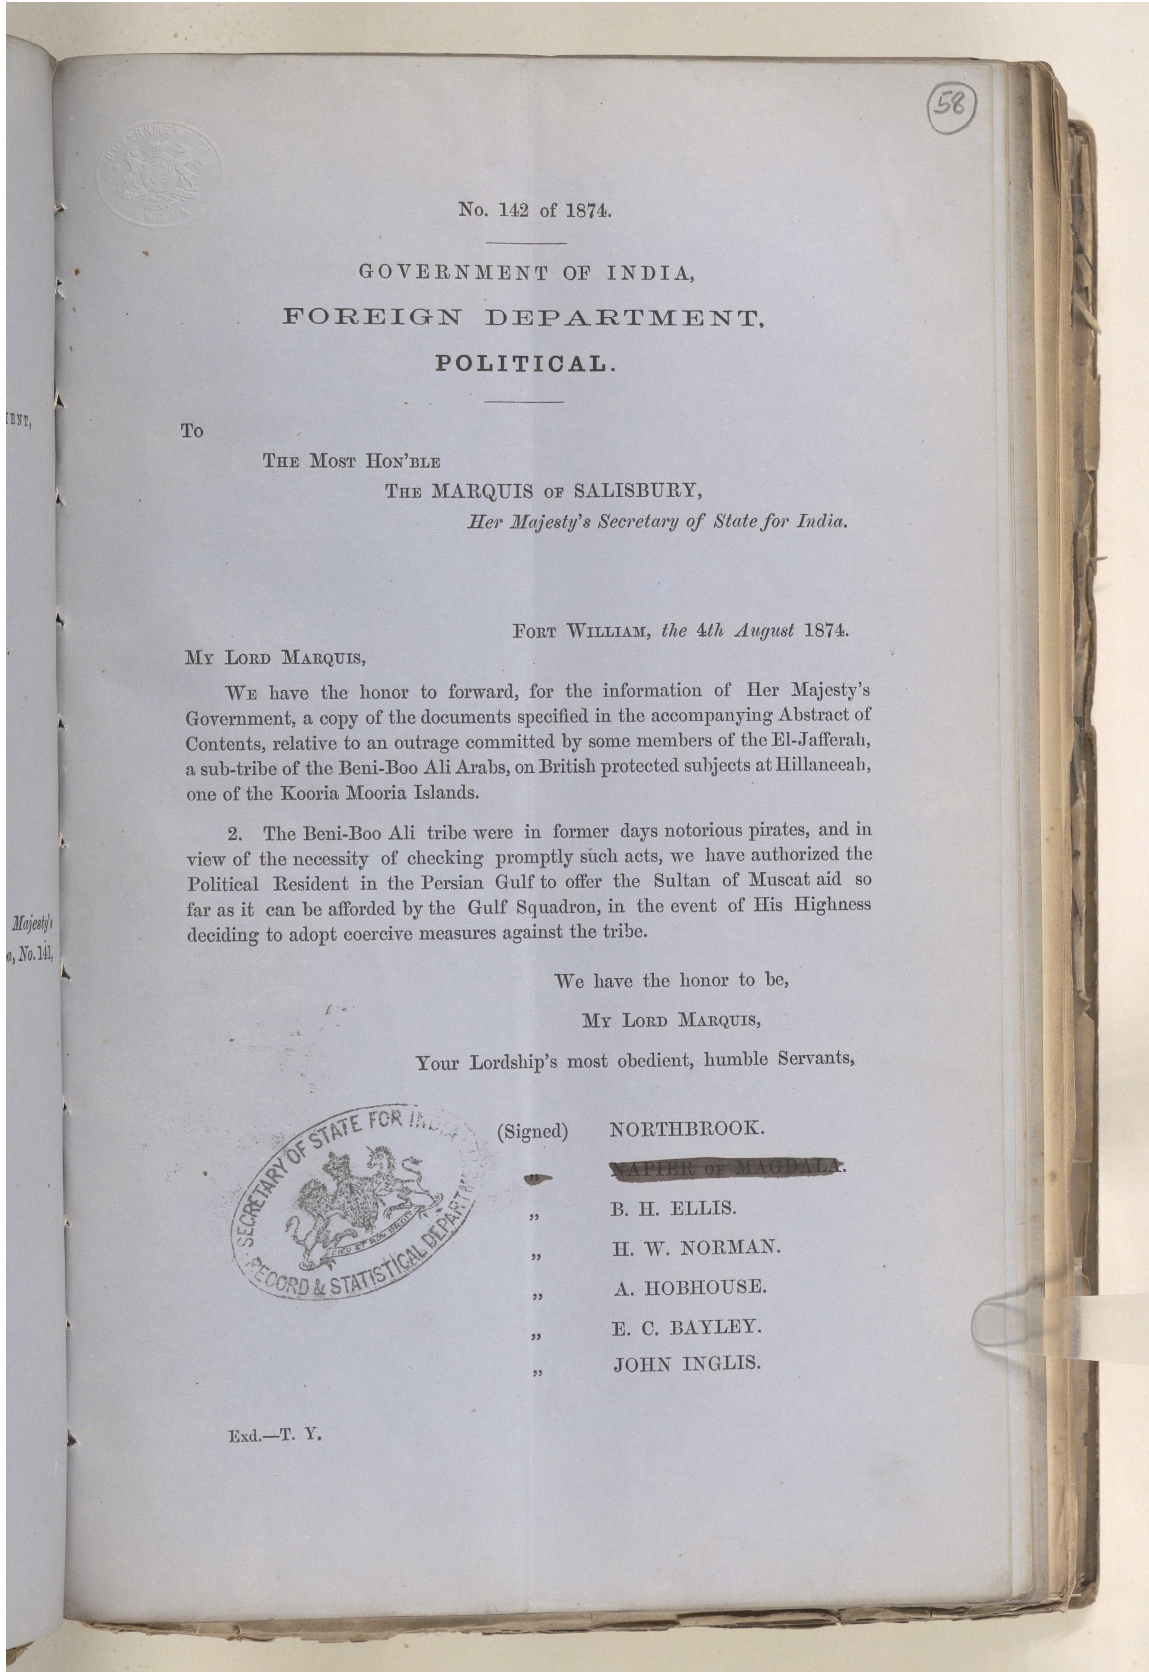 58
GOVERNMENT OF
INDIA
No. 142 of 1874.
GOVERNMENT OF INDIA,
FOREIGN DEPARTMENT,
POLITICAL.
IENT,
To
THE MOST HON'BLE
THE MARQUIS OF SALISBURY,
Her Majesty's Secretary of State for India.
FORT WILLIAM, the 4th August 1874.
MY LORD MARQUIS,
WE have the honor to forward, for the information of Her Majesty's
Government, a copy of the documents specified in the accompanying Abstract of
Contents, relative to an outrage committed by some members of the El-Jafferah,
a sub-tribe of the Beni-Boo Ali Arabs, on British protected subjects at Hillaneeah,
one of the Kooria Mooria Islands.
2. The Beni-Boo Ali tribe were in former days notorious pirates, and in
view of the necessity of checking promptly such acts, we have authorized the
Political Resident in the Persian Gulf to offer the Sultan of Muscat aid so
far as it can be afforded by the Gulf Squadron, in the event of His Highness
deciding to adopt coercive measures against the tribe.
Majesty's
a, No. 141,
We have the honor to be,
MY LORD MARQUIS,
Your Lordship's most obedient, humble Servants,
SECRETARY OF STATE FOR INDIA
DIEU ET MON DROIT
RECORD & STATISTICAL DEPARTM
(Signed) NORTHBROOK.
„ NAPIER OF MAGDALA.
„ B. H. ELLIS.
„ H. W. NORMAN.
„ A. HOBHOUSE.
„ E. C. BAYLEY.
„ JOHN INGLIS.
Exd.—T. Y.